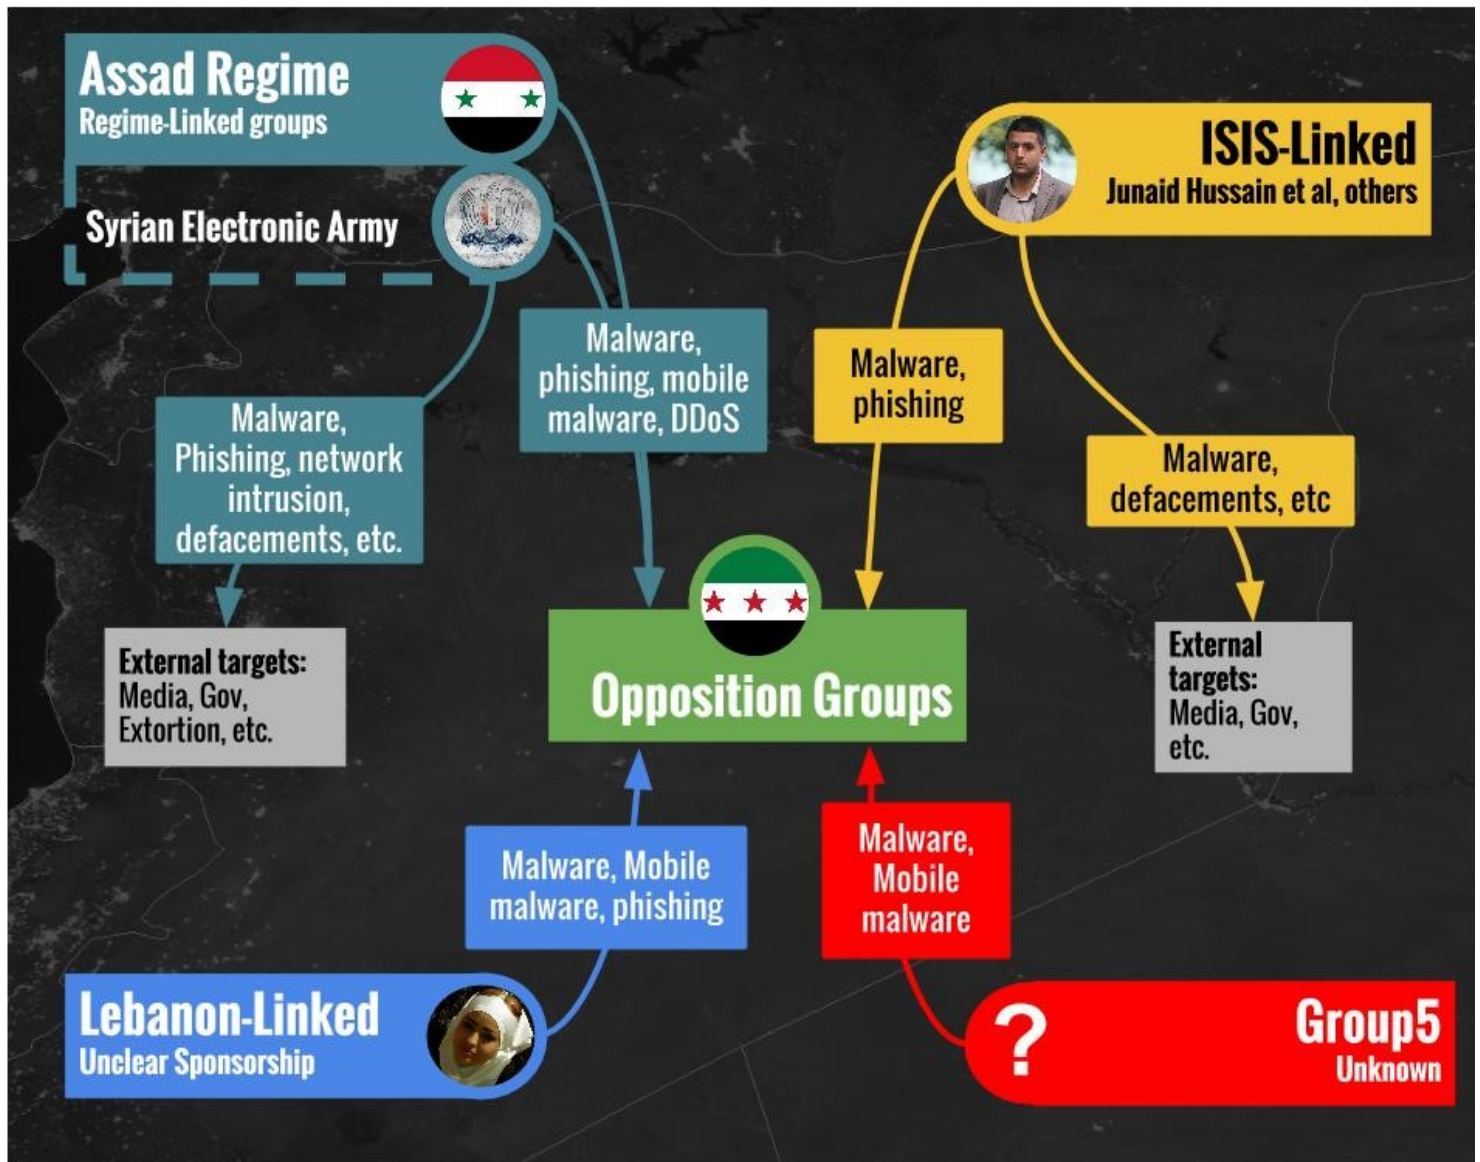 Assad Regime
Regime-Linked groups
Syrian Electronic Army
ISIS-Linked
Junaid Hussain et al, others
Malware,
phishing, mobile
malware, DDoS
Malware,
phishing
Malware,
Phishing, network
intrusion,
defacements, etc.
Malware,
defacements, etc
External targets:
Media, Gov,
Extortion, etc.
Opposition Groups
External
targets:
Media, Gov,
etc.
Malware, Mobile
malware, phishing
Malware,
Mobile
malware
Lebanon-Linked
Unclear Sponsorship
?
Group5
Unknown